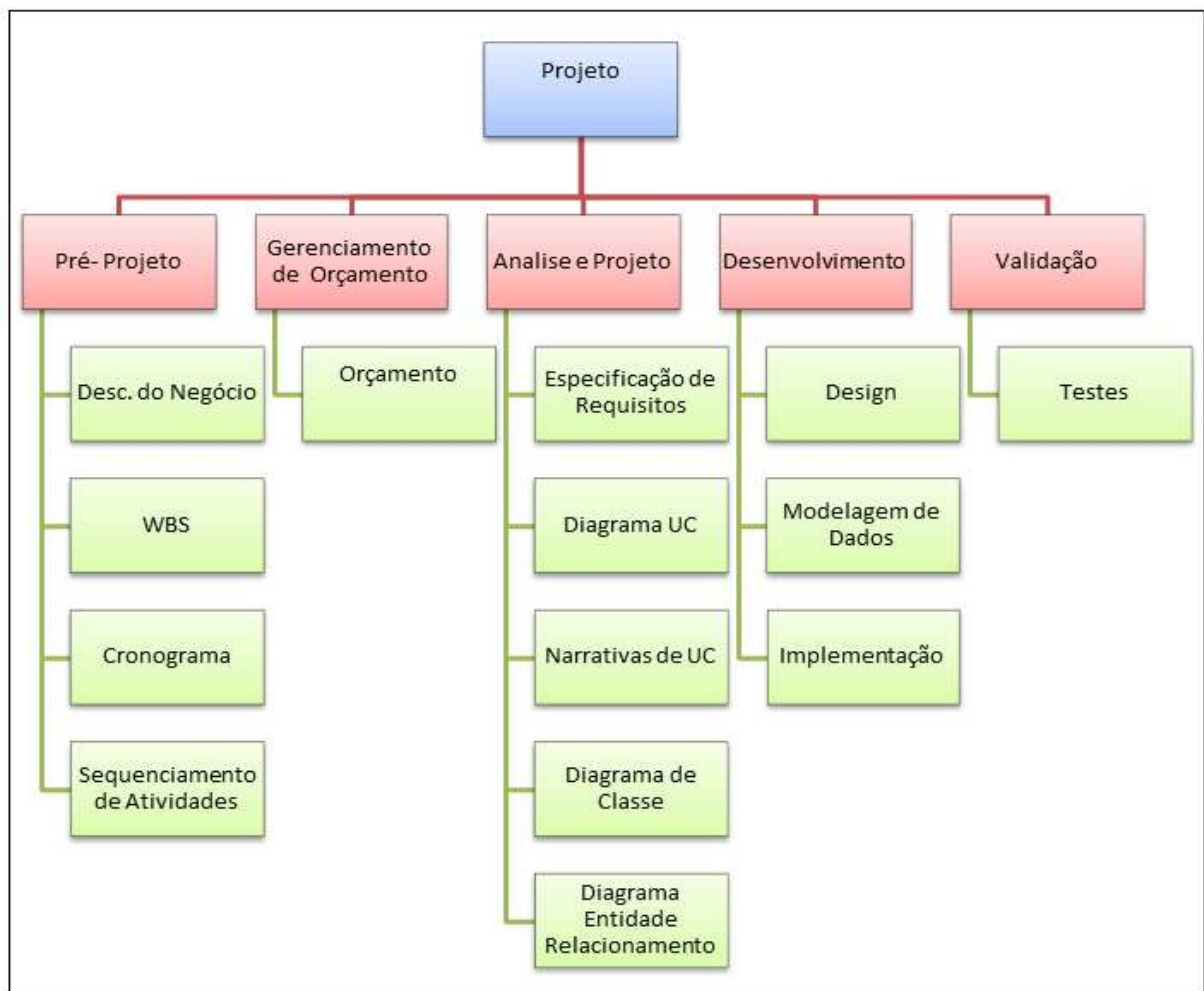 Projeto
Pré- Projeto
Gerenciamento
de Orçamento
Analise e Projeto
Desenvolvimento
Validação
Desc. do Negócio
WBS
Cronograma
Sequenciamento
de Atividades
Orçamento
Especificação de
Requisitos
Diagrama UC
Narrativas de UC
Diagrama de
Classe
Diagrama
Entidade
Relacionamento
Design
Modelagem de
Dados
Implementação
Testes